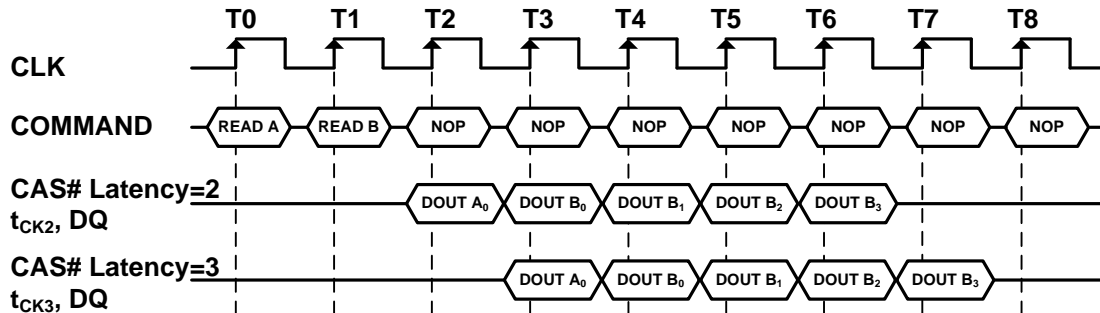 T0 T1 T2 T3 T4 T5 T6 T7 T8
CLK
COMMAND READ A READ B NOP NOP NOP NOP NOP NOP NOP
CAS# Latency=2
tCK2, DQ DOUT A0 DOUT B0 DOUT B1 DOUT B2 DOUT B3
CAS# Latency=3
tCK3, DQ DOUT A0 DOUT B0 DOUT B1 DOUT B2 DOUT B3